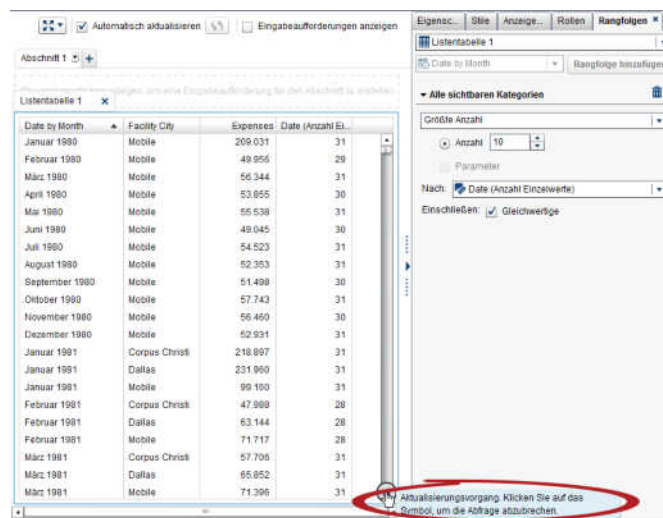 Automatisch aktualisieren Eingabeaufforderungen anzeigen
Abschnitt 1
Listentabelle 1
Date by Month Facility City Expenses Date (Anzahl Ei...
Januar 1980 Mobile 209.031 31
Februar 1980 Mobile 49.956 29
März 1980 Mobile 56.344 31
April 1980 Mobile 53.855 30
Mai 1980 Mobile 55.538 31
Juni 1980 Mobile 49.045 30
Juli 1980 Mobile 54.523 31
August 1980 Mobile 52.353 31
September 1980 Mobile 51.498 30
Oktober 1980 Mobile 57.743 31
November 1980 Mobile 56.460 30
Dezember 1980 Mobile 52.931 31
Januar 1981 Corpus Christi 218.897 31
Januar 1981 Dallas 231.960 31
Januar 1981 Mobile 99.160 31
Februar 1981 Corpus Christi 47.988 28
Februar 1981 Dallas 63.144 28
Februar 1981 Mobile 71.717 28
März 1981 Corpus Christi 57.706 31
März 1981 Dallas 65.852 31
März 1981 Mobile 71.396 31
Eigensc... Stile Anzeige... Rollen Rangfolgen
Listentabelle 1
Date by Month Rangfolge hinzufügen
Alle sichtbaren Kategorien
Größte Anzahl
Anzahl 10
Parameter
Nach: Date (Anzahl Einzelwerte)
Einschließen: Gleichwertige
Aktualisierungsvorgang. Klicken Sie auf das
Symbol, um die Abfrage abzubrechen.